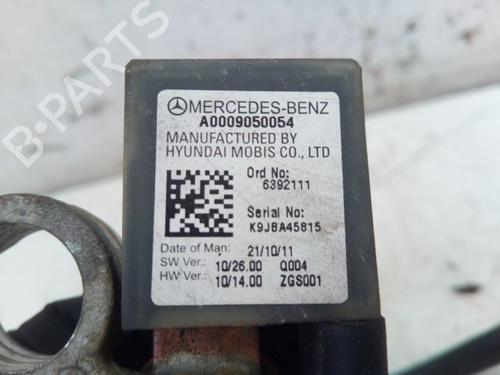 MERCEDES-BENZ
A0009050054
MANUFACTURED BY
HYUNDAI MOBIS CO., LTD
Ord No:
6392111
Serial No:
K9JBA45815
Date of Man: 21/10/11
SW Ver.: 10/26.00 Q004
HW Ver.: 10/14.00 ZGS001
B PARTS